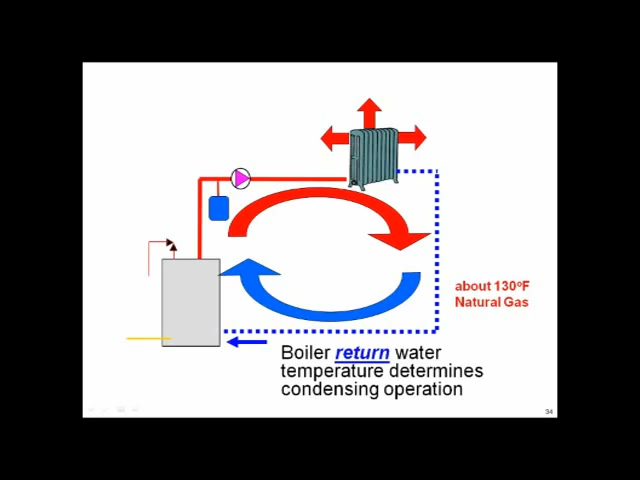 about 130°F
Natural Gas
Boiler return water
temperature determines
condensing operation
34